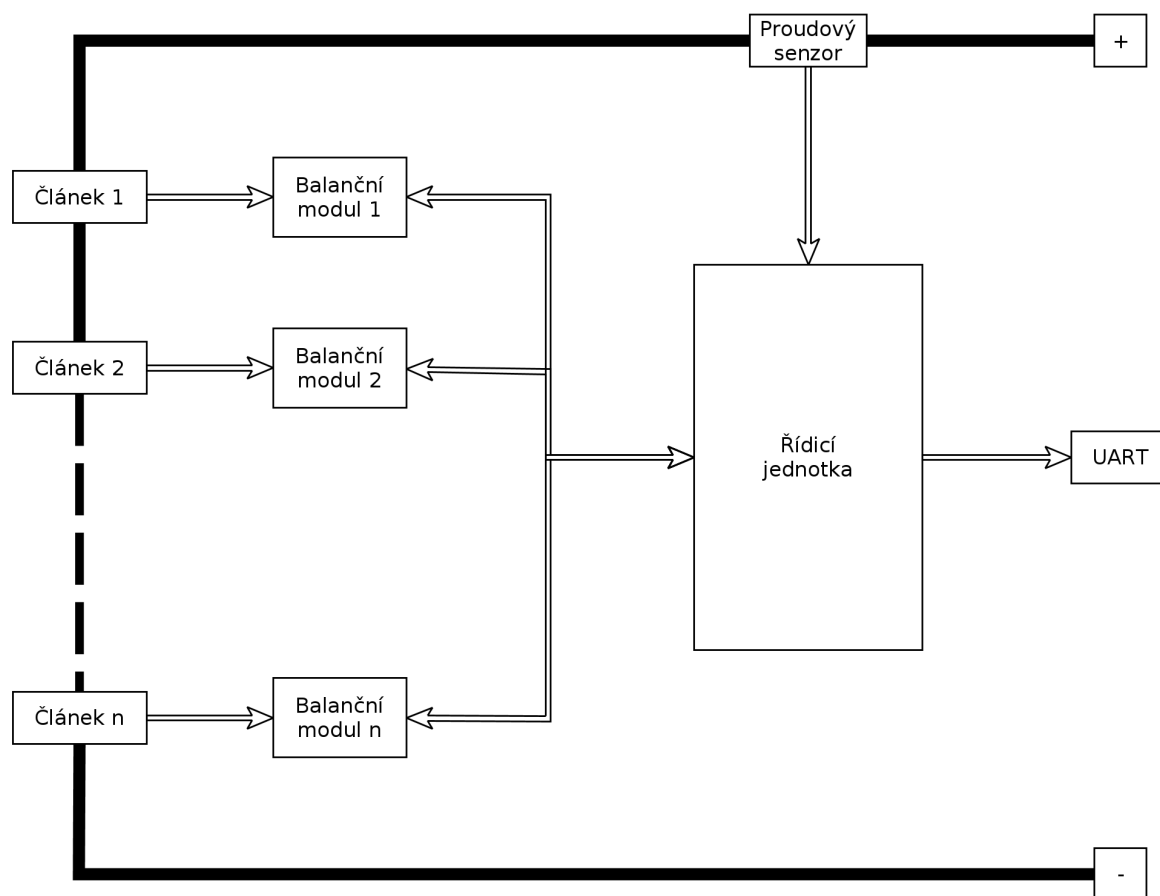 Proudový
senzor
+
Článek 1
Balanční
modul 1
Článek 2
Balanční
modul 2
Řídicí
jednotka
UART
Článek n
Balanční
modul n
-